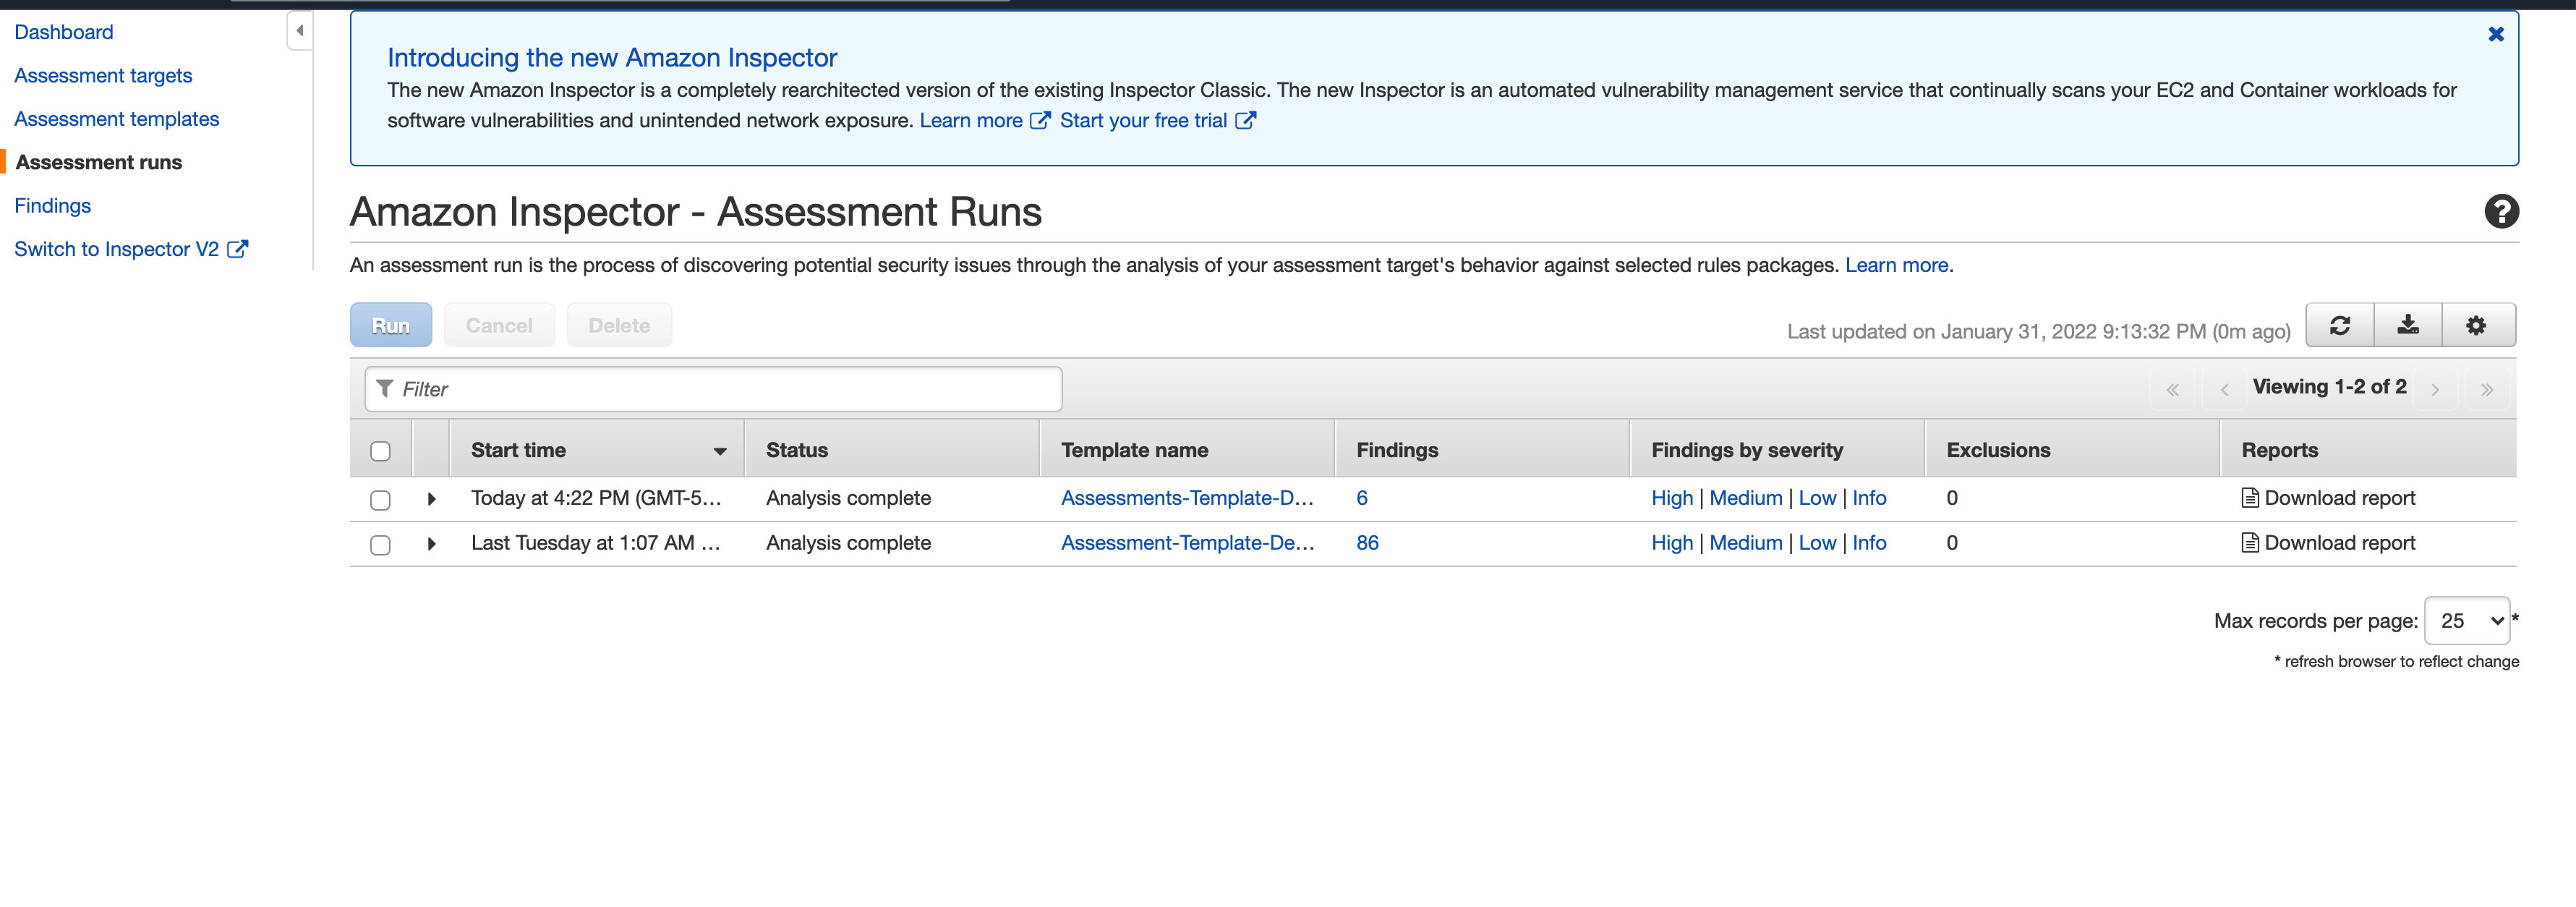 Dashboard
Assessment targets
Assessment templates
Assessment runs
Findings
Switch to Inspector V2
Introducing the new Amazon Inspector
The new Amazon Inspector is a completely rearchitected version of the existing Inspector Classic. The new Inspector is an automated vulnerability management service that continually scans your EC2 and Container workloads for
software vulnerabilities and unintended network exposure. Learn more Start your free trial
Amazon Inspector - Assessment Runs
An assessment run is the process of discovering potential security issues through the analysis of your assessment target's behavior against selected rules packages. Learn more.
Run Cancel Delete Last updated on January 31, 2022 9:13:32 PM (0m ago)
Filter Viewing 1-2 of 2
Start time Status Template name Findings Findings by severity Exclusions Reports
Today at 4:22 PM (GMT-5... Analysis complete Assessments-Template-D... 6 High | Medium | Low | Info 0 Download report
Last Tuesday at 1:07 AM ... Analysis complete Assessment-Template-De... 86 High | Medium | Low | Info 0 Download report
Max records per page: 25 *
* refresh browser to reflect change